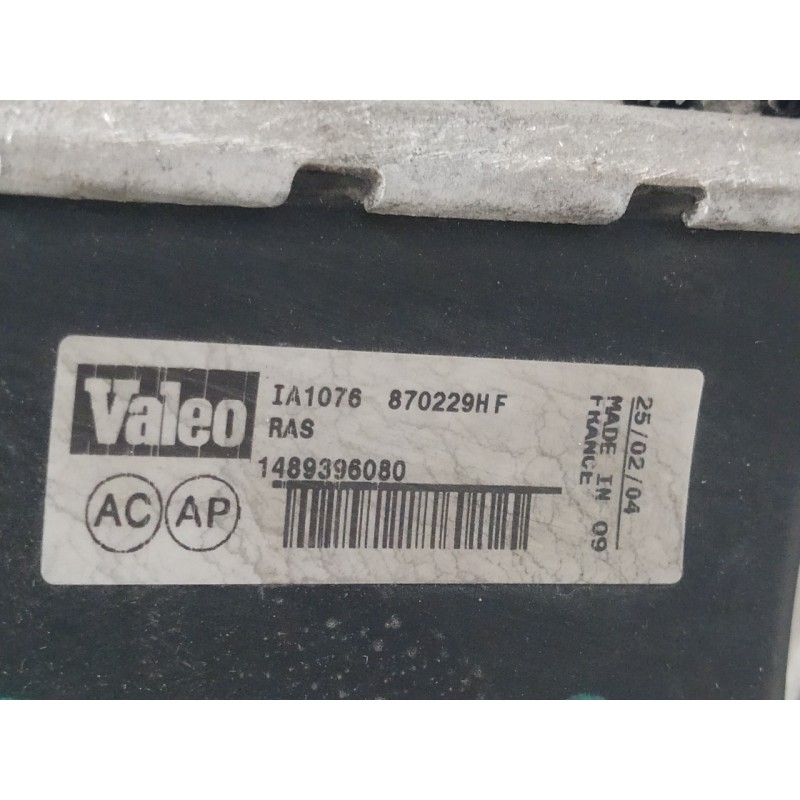 Valeo
IA1076 870229HF
RAS
1489396080
AC AP
25/02/04
MADE IN
FRANCE 09